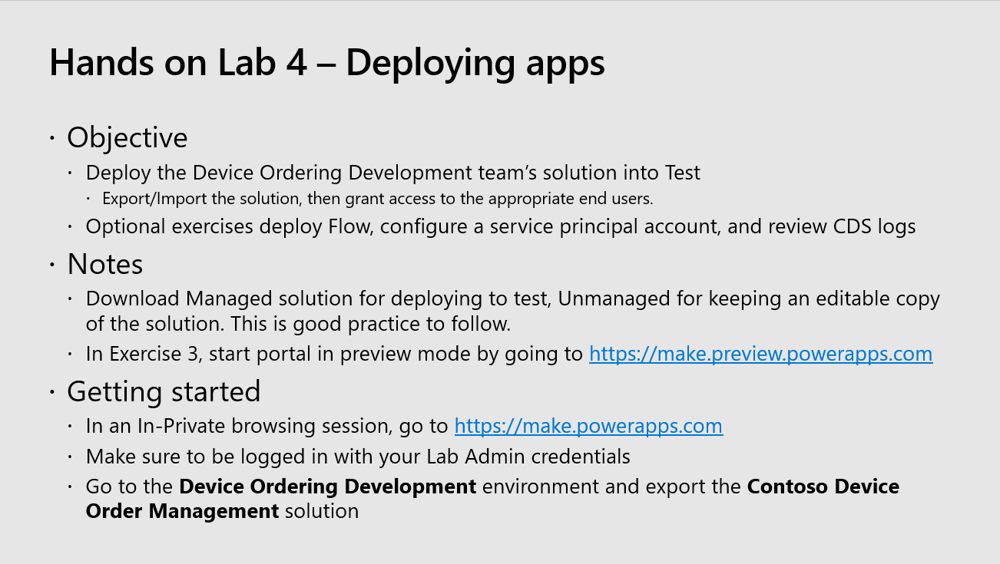 Hands on Lab 4 – Deploying apps
· Objective
· Deploy the Device Ordering Development team’s solution into Test
· Export/Import the solution, then grant access to the appropriate end users.
· Optional exercises deploy Flow, configure a service principal account, and review CDS logs
· Notes
· Download Managed solution for deploying to test, Unmanaged for keeping an editable copy
of the solution. This is good practice to follow.
· In Exercise 3, start portal in preview mode by going to https://make.preview.powerapps.com
· Getting started
· In an In-Private browsing session, go to https://make.powerapps.com
· Make sure to be logged in with your Lab Admin credentials
· Go to the Device Ordering Development environment and export the Contoso Device
Order Management solution